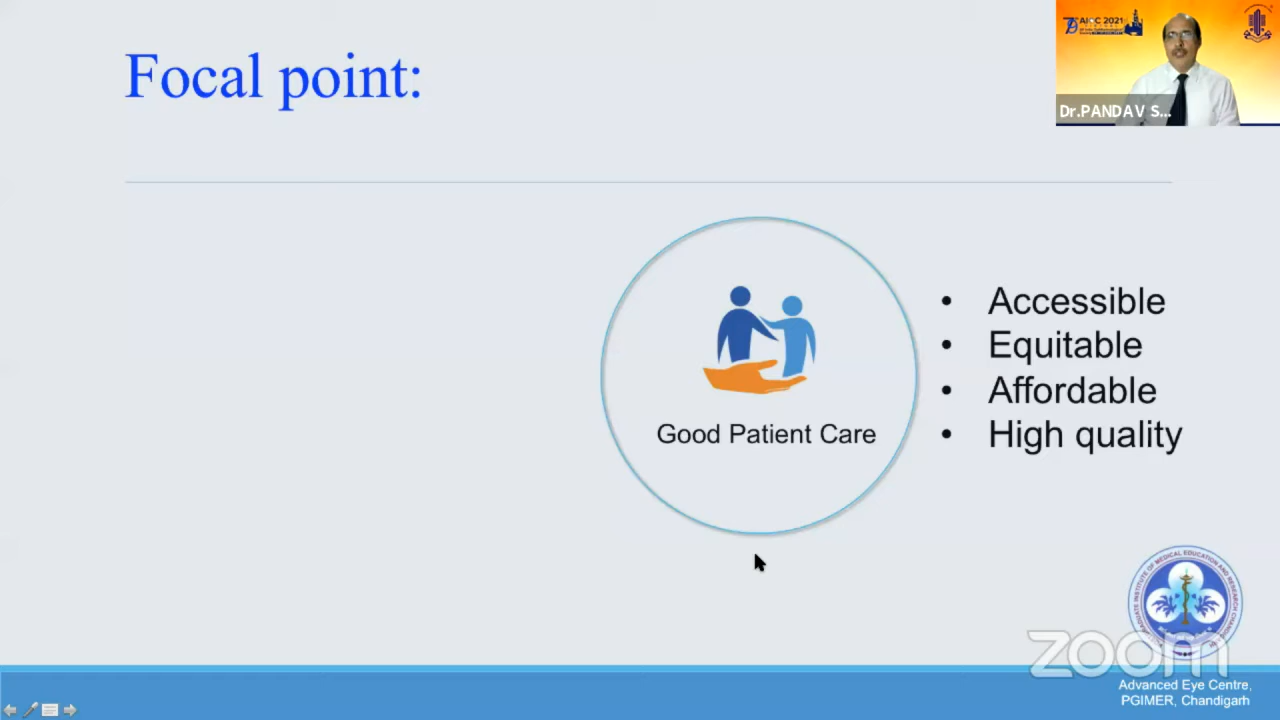 Focal point:
AIOC 2021
Dr.PANDAV S...
Good Patient Care
• Accessible
• Equitable
• Affordable
• High quality
zoom
Advanced Eye Centre,
PGIMER, Chandigarh